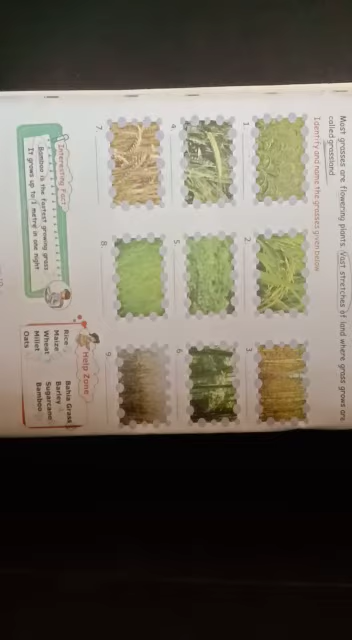 Most grasses are flowering plants. Vast stretches of land where grass grows are
called grassland.
Identify and name the grasses given below.
1.
2.
3.
4.
5.
6.
7.
8.
9.
Interesting Fact
Bamboo is the fastest growing grass.
It grows up to 1 metre in one night.
Help Zone
Rice Bahia Grass
Maize Barley
Wheat Sugarcane
Millet Bamboo
Oats